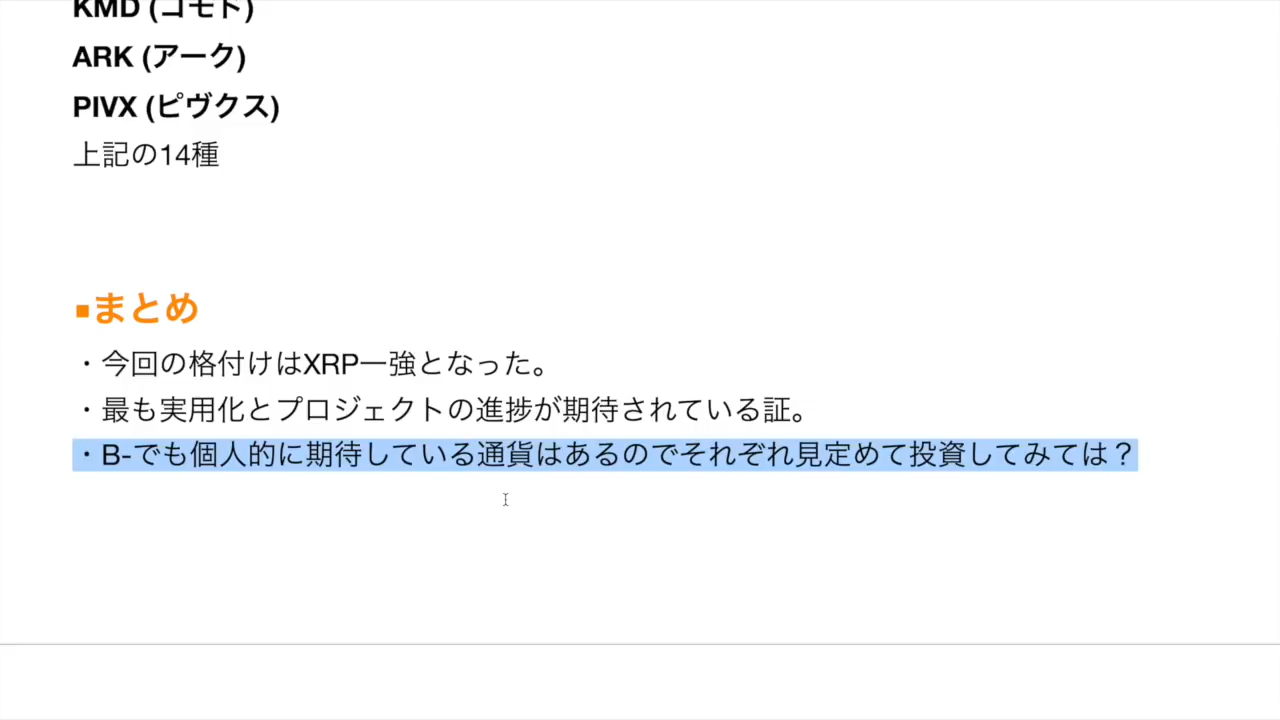 KMD (コモド)
ARK (アーク)
PIVX (ピヴクス)
上記の14種
▪まとめ
・今回の格付けはXRP一強となった。
・最も実用化とプロジェクトの進捗が期待されている証。
・B-でも個人的に期待している通貨はあるのでそれぞれ見定めて投資してみては？